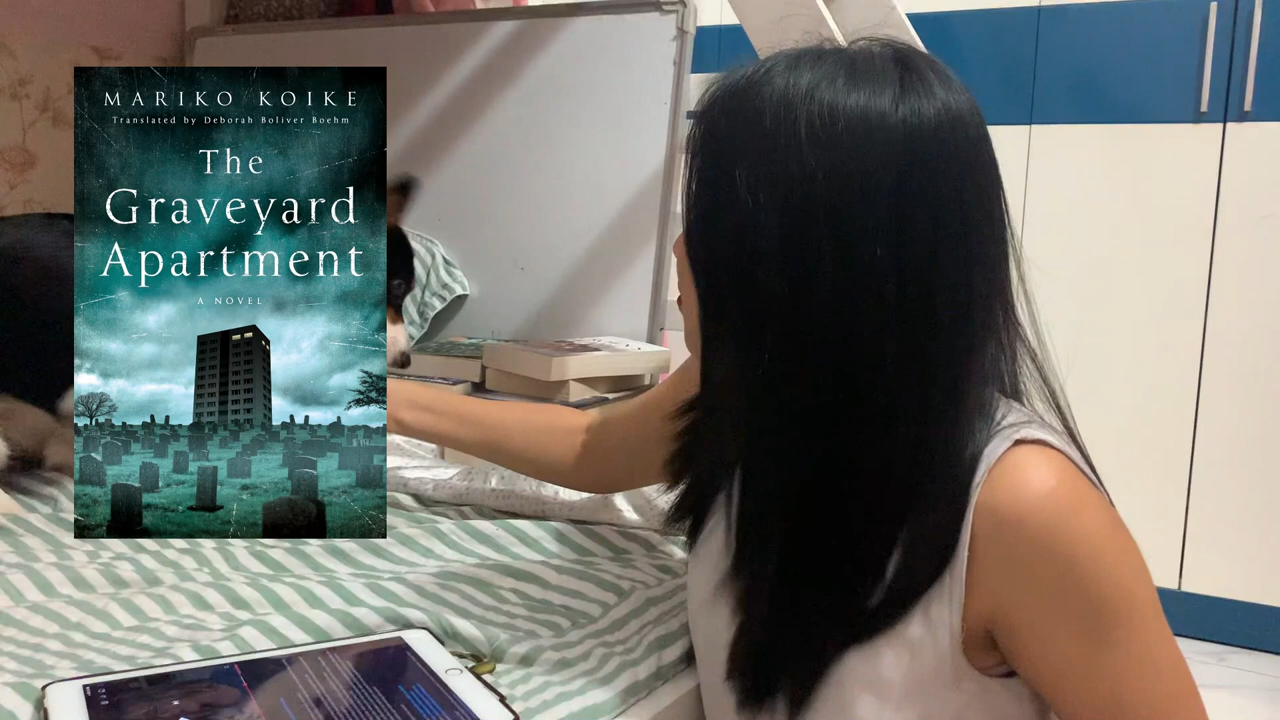 MARIKO KOIKE
Translated by Deborah Boliver Boehm
The
Graveyard
Apartment
A NOVEL